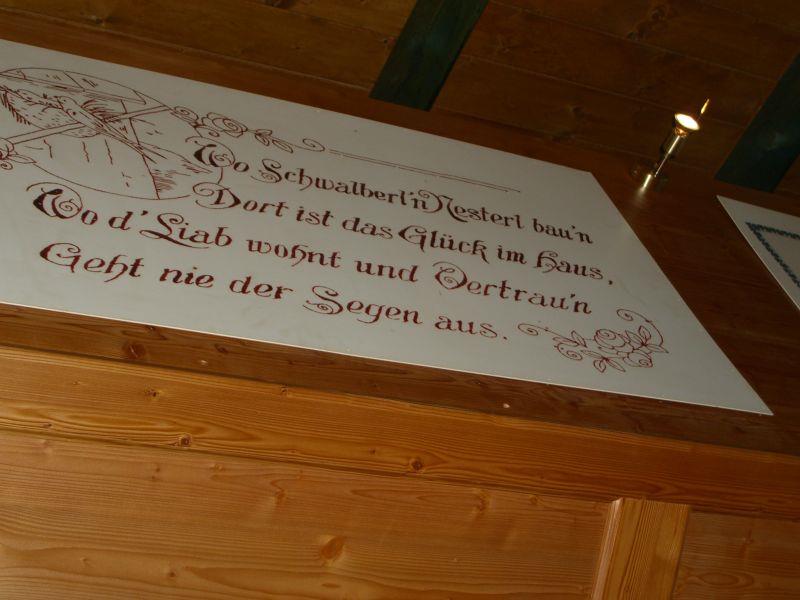 Wo Schwalberl'n Nesterl bau'n
Dort ist das Glück im Haus,
Wo d' Liab wohnt und Vertrau'n
Geht nie der Segen aus.